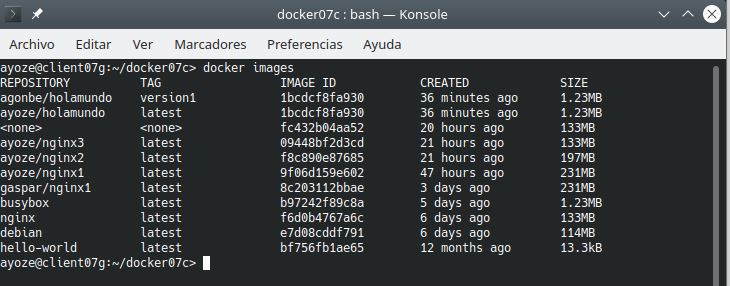 docker07c : bash — Konsole
Archivo Editar Ver Marcadores Preferencias Ayuda
ayoze@client07g:~/docker07c> docker images
REPOSITORY TAG IMAGE ID CREATED SIZE
agonbe/holamundo version1 1bcdcf8fa930 36 minutes ago 1.23MB
ayoze/holamundo latest 1bcdcf8fa930 36 minutes ago 1.23MB
<none> <none> fc432b04aa52 20 hours ago 133MB
ayoze/nginx3 latest 09448bf2d3cd 21 hours ago 133MB
ayoze/nginx2 latest f8c890e87685 21 hours ago 197MB
ayoze/nginx1 latest 9f06d159e602 47 hours ago 231MB
gaspar/nginx1 latest 8c203112bbae 3 days ago 231MB
busybox latest b97242f89c8a 5 days ago 1.23MB
nginx latest f6d0b4767a6c 6 days ago 133MB
debian latest e7d08cddf791 6 days ago 114MB
hello-world latest bf756fb1ae65 12 months ago 13.3kB
ayoze@client07g:~/docker07c>